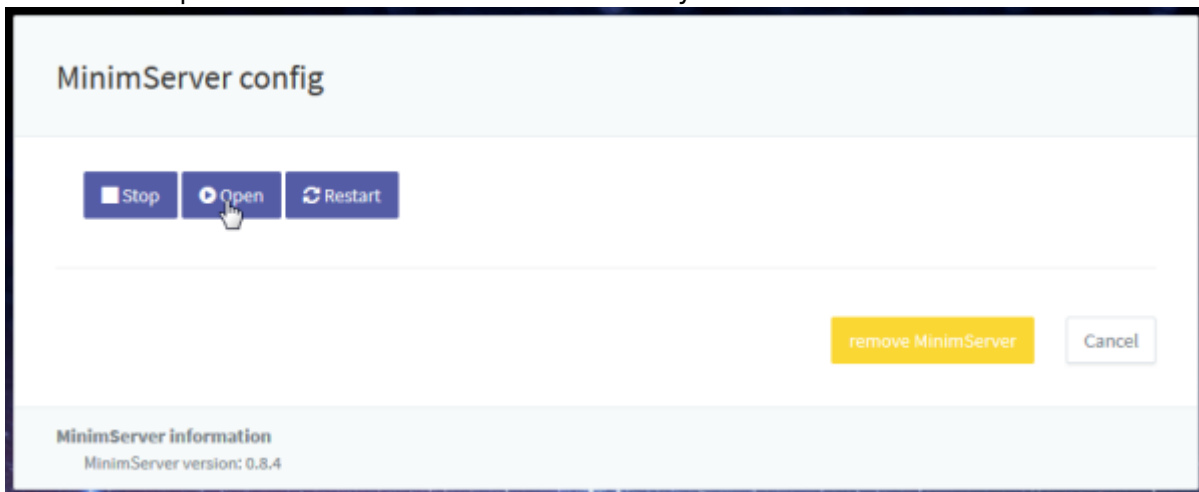 MinimServer config
Stop Open Restart
remove MinimServer Cancel
MinimServer information
MinimServer version: 0.8.4